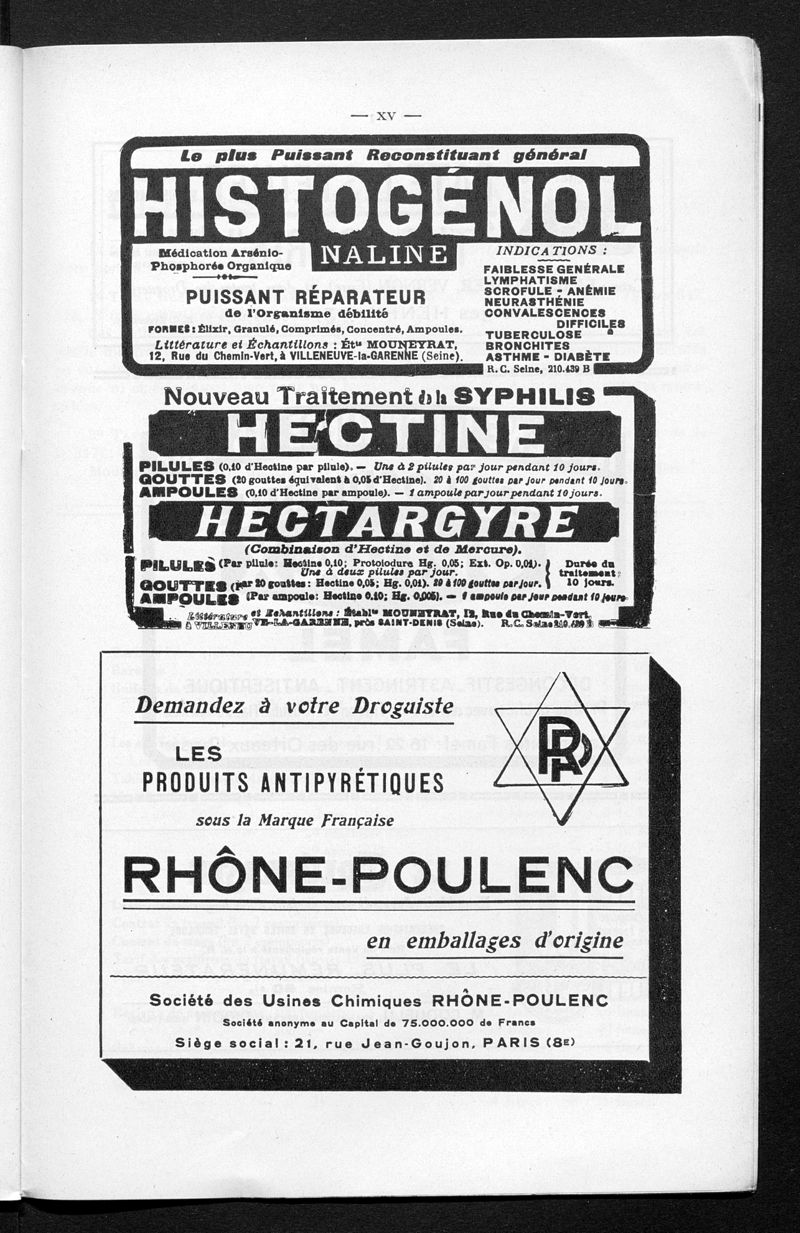 — XV —
Le plus Puissant Reconstituant général
HISTOGÉNOL
NALINE
Médication Arsénio-
Phosphorée Organique
PUISSANT RÉPARATEUR
de l'Organisme débilité
FORMES : Élixir, Granulé, Comprimés, Concentré, Ampoules.
Littérature et Échantillons : Étts MOUNEYRAT,
12, Rue du Chemin-Vert, à VILLENEUVE-la-GARENNE (Seine).
INDICATIONS :
FAIBLESSE GENÉRALE
LYMPHATISME
SCROFULE - ANÉMIE
NEURASTHÉNIE
CONVALESCENCES
DIFFICILES
TUBERCULOSE
BRONCHITES
ASTHME - DIABÈTE
R. C. Seine, 210.439 B
Nouveau Traitement de la SYPHILIS
HECTINE
PILULES (0,10 d'Hectine par pilule). — Une à 2 pilules par jour pendant 10 jours.
GOUTTES (20 gouttes équivalent à 0,05 d'Hectine). 20 à 100 gouttes par jour pendant 10 jours.
AMPOULES (0,10 d'Hectine par ampoule). — 1 ampoule par jour pendant 10 jours.
HECTARGYRE
(Combinaison d'Hectine et de Mercure).
PILULES (Par pilule: Hectine 0,10; Protoiodure Hg. 0,05; Ext. Op. 0,01).
Une à deux pilules par jour.
GOUTTES (par 20 gouttes: Hectine 0,05; Hg. 0,01). 20 à 100 gouttes par jour.
Durée du
traitement:
10 jours.
AMPOULES (Par ampoule: Hectine 0,10; Hg. 0,005). — 1 ampoule par jour pendant 10 jours
Littérature et Echantillons: Établts MOUNEYRAT, 12, Rue du Chemin-Vert,
à VILLENEUVE-LA-GARENNE, près SAINT-DENIS (Seine). R. C. Seine 210.439 B
Demandez à votre Droguiste
LES
PRODUITS ANTIPYRÉTIQUES
sous la Marque Française
RHÔNE-POULENC
en emballages d'origine
Société des Usines Chimiques RHÔNE-POULENC
Société anonyme au Capital de 75.000.000 de Francs
Siège social : 21, rue Jean-Goujon, PARIS (8E)